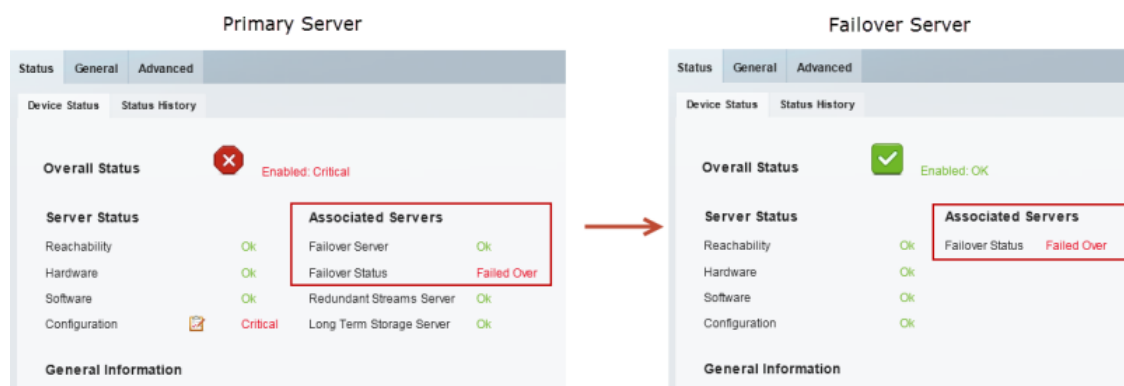 Primary Server
Status General Advanced
Device Status Status History
Overall Status
Enabled: Critical
Server Status Associated Servers
Reachability Ok Failover Server Ok
Hardware Ok Failover Status Failed Over
Software Ok Redundant Streams Server Ok
Configuration Critical Long Term Storage Server Ok
General Information
Failover Server
Status General Advanced
Device Status Status History
Overall Status
Enabled: OK
Server Status Associated Servers
Reachability Ok Failover Status Failed Over
Hardware Ok
Software Ok
Configuration Ok
General Information